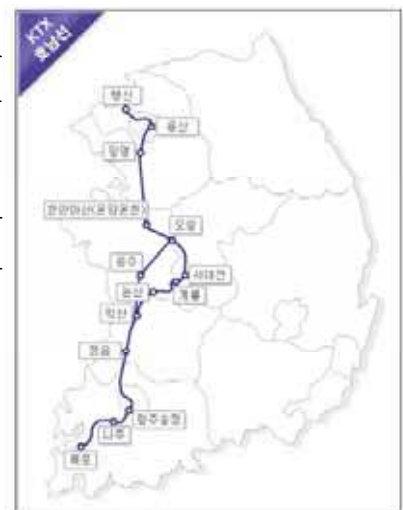 KTX
호남선
행산
용산
광명
천안아산(온양온천)
오송
공주
서대전
논산
계룡
익산
정읍
광주송정
나주
목포